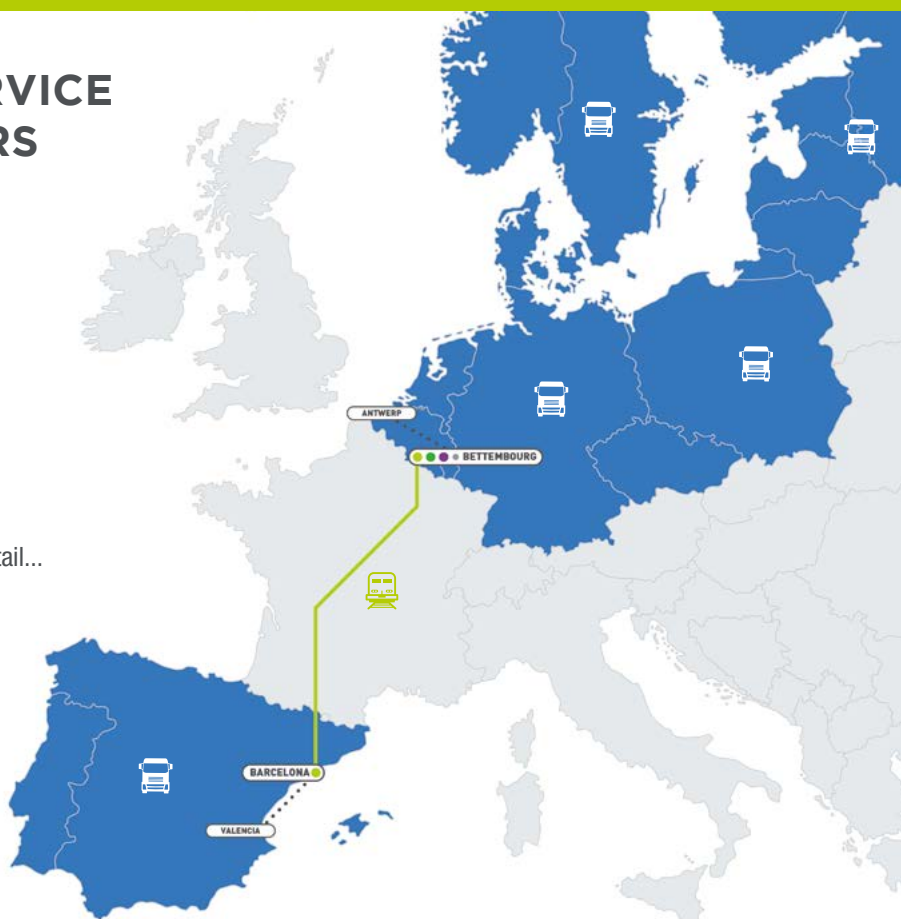 RVICE
RS
ANTWERP
BETTEMBOURG
tail...
BARCELONA
VALENCIA